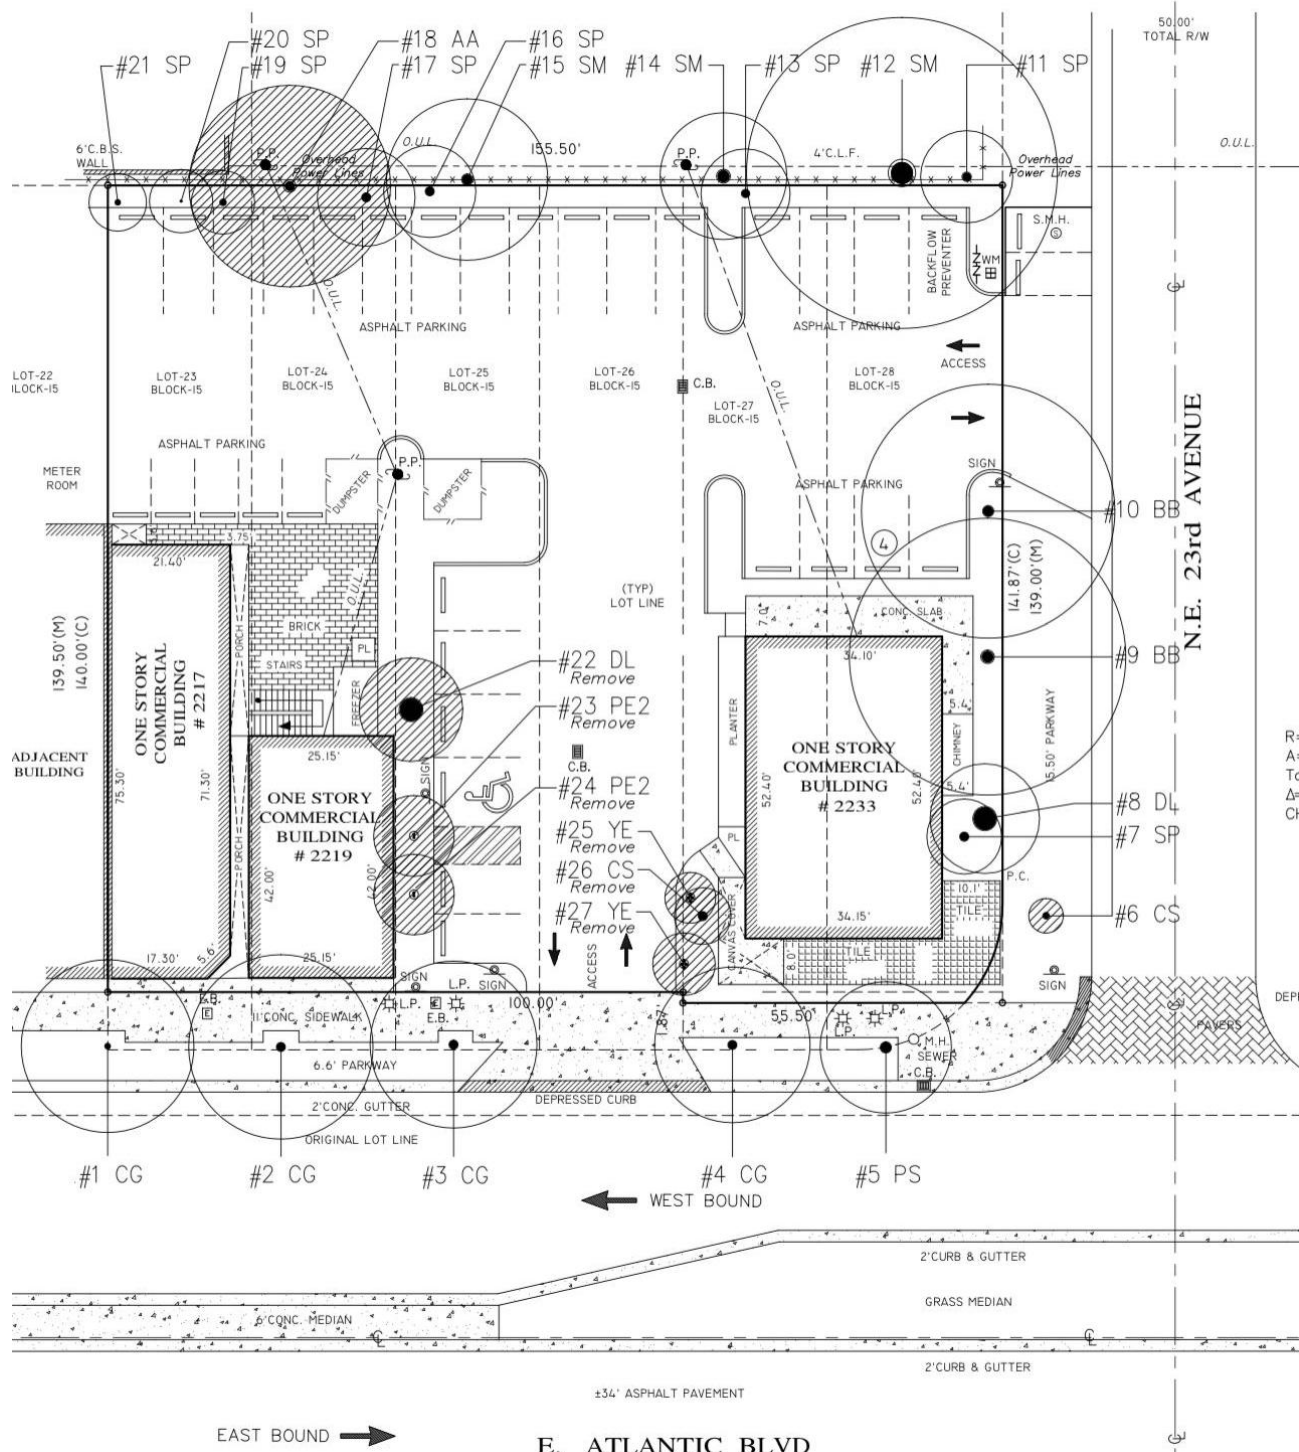 50.00'
TOTAL R/W
#20 SP
#18 AA
#16 SP
#21 SP
#19 SP
#17 SP
#15 SM
#14 SM
#13 SP
#12 SM
#11 SP
6'C.B.S.
WALL
P.P.
O.U.L.
155.50'
P.P.
4'C.L.F.
O.U.L.
Overhead
Power Lines
Overhead
Power Lines
S.M.H.
S
BACKFLOW
PREVENTER
WM
O.U.L.
ASPHALT PARKING
ASPHALT PARKING
ACCESS
LOT-22
BLOCK-15
LOT-23
BLOCK-15
LOT-24
BLOCK-15
LOT-25
BLOCK-15
LOT-26
BLOCK-15
C.B.
O.U.L.
LOT-27
BLOCK-15
LOT-28
BLOCK-15
ASPHALT PARKING
METER
ROOM
DUMPSTER
P.P.
DUMPSTER
SIGN
ASPHALT PARKING
#10 BB
N.E. 23rd AVENUE
4
141.87'(C)
139.00'(M)
3.75'
21.40'
O.U.L.
(TYP)
LOT LINE
7.0'
CONC. SLAB
139.50'(M)
140.00'(C)
BRICK
PORCH
PL
STAIRS
34.10'
#22 DL
Remove
#9 BB
FREEZER
ONE STORY
COMMERCIAL
BUILDING
# 2217
#23 PE2
Remove
5.4'
PLANTER
CHIMNEY
5.50' PARKWAY
ADJACENT
BUILDING
25.15'
SIGN
C.B.
ONE STORY
COMMERCIAL
BUILDING
# 2233
52.40'
52.40'
5.4'
75.30'
71.30'
ONE STORY
COMMERCIAL
BUILDING
# 2219
#24 PE2
Remove
#8 DL
#25 YE
Remove
PL
#7 SP
PORCH
42.00'
42.00'
#26 CS
Remove
P.C.
10.1'
#27 YE
Remove
CANVAS COVER
34.15'
TILE
#6 CS
17.30'
5.6'
25.15'
ACCESS
8.0'
TILE
SIGN
L.P.
SIGN
SIGN
E.B.
E
11'CONC. SIDEWALK
L.P.
E
E.B.
100.00'
1.87'
55.50'
L.P.
L.P.
PAVERS
6.6' PARKWAY
M.H.
SEWER
C.B.
2'CONC. GUTTER
DEPRESSED CURB
ORIGINAL LOT LINE
#1 CG
#2 CG
#3 CG
#4 CG
#5 PS
WEST BOUND
2'CURB & GUTTER
GRASS MEDIAN
6'CONC. MEDIAN
2'CURB & GUTTER
±34' ASPHALT PAVEMENT
EAST BOUND
E. ATLANTIC BLVD